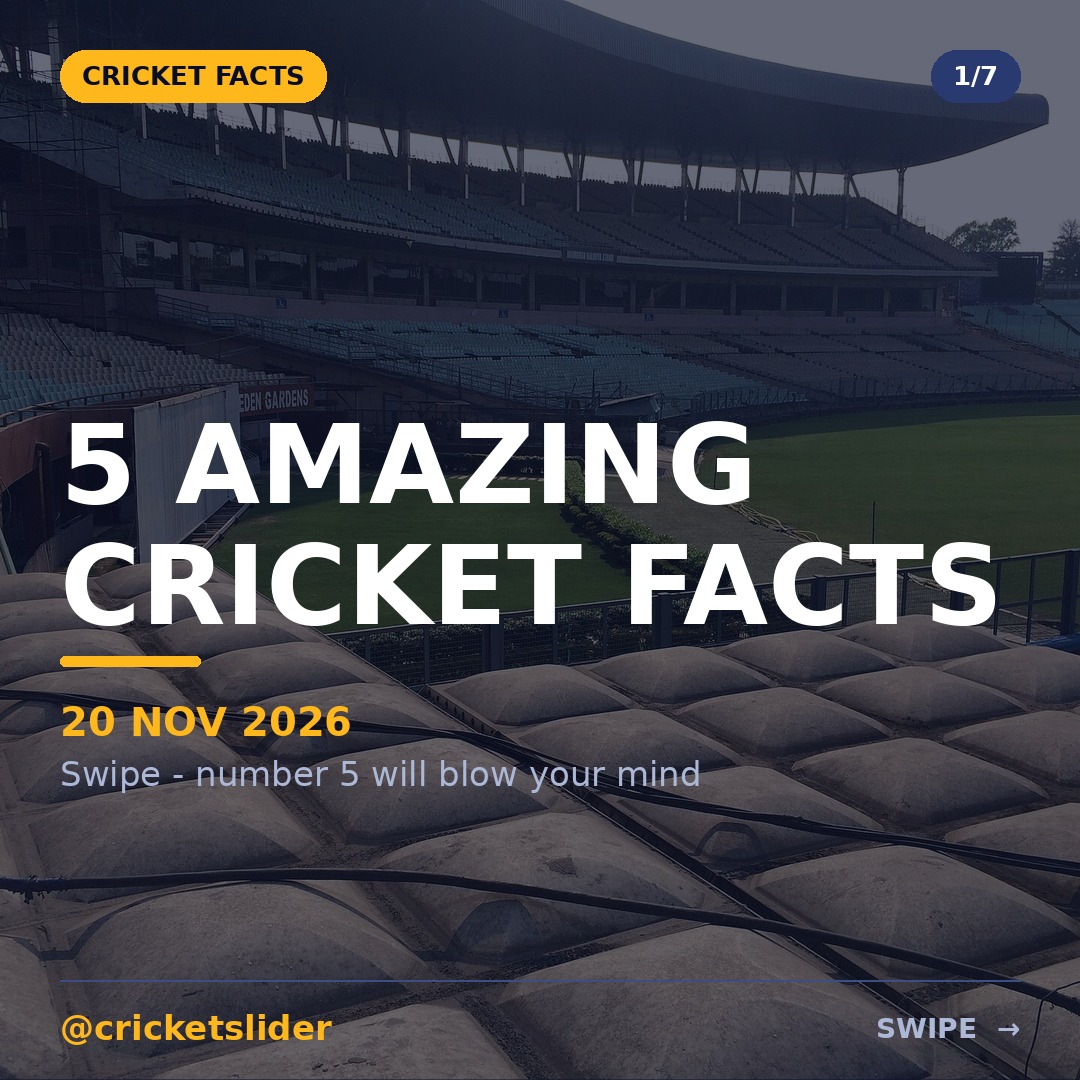 CRICKET FACTS
1/7
EDEN GARDENS
5 AMAZING
CRICKET FACTS
20 NOV 2026
Swipe - number 5 will blow your mind
@cricketslider
SWIPE →